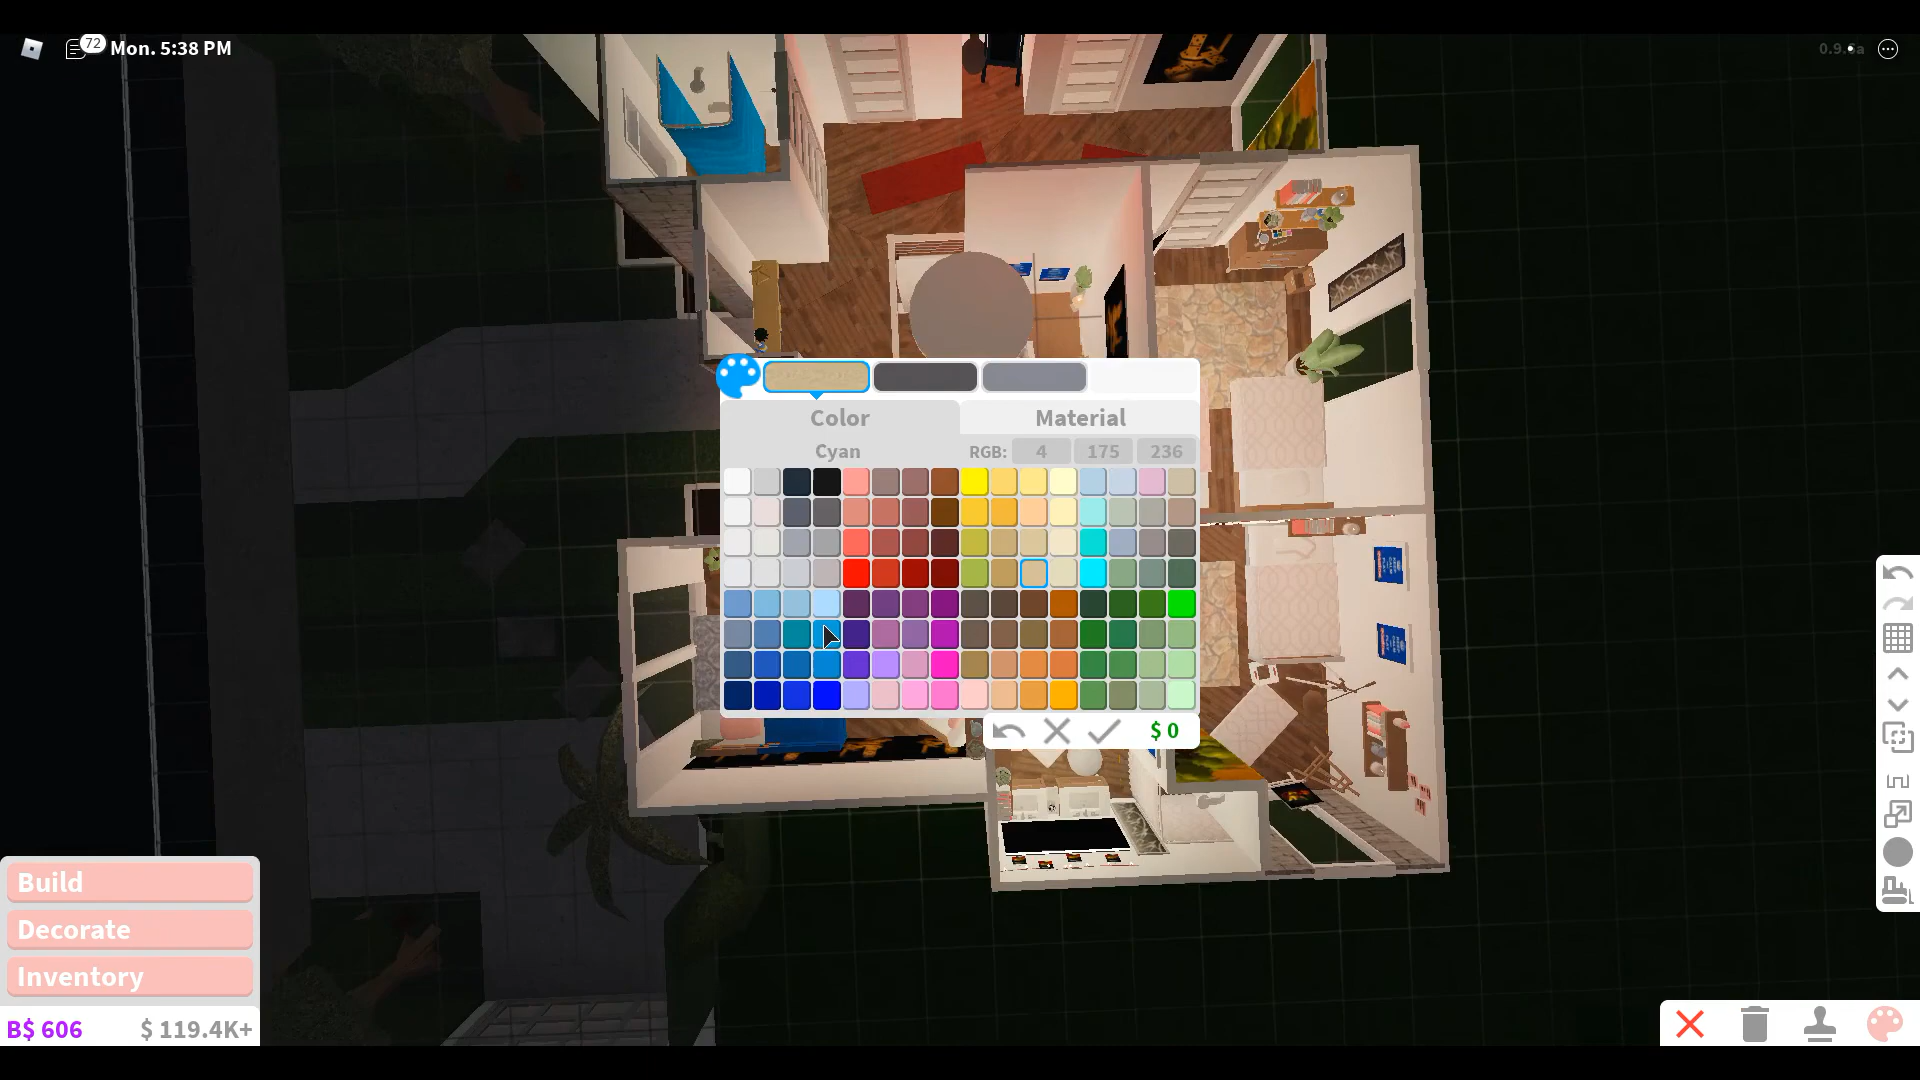 72 Mon. 5:38 PM
Color
Material
Cyan
RGB: 4 175 236
$ 0
Build
Decorate
Inventory
B$ 606
$ 119.4K+